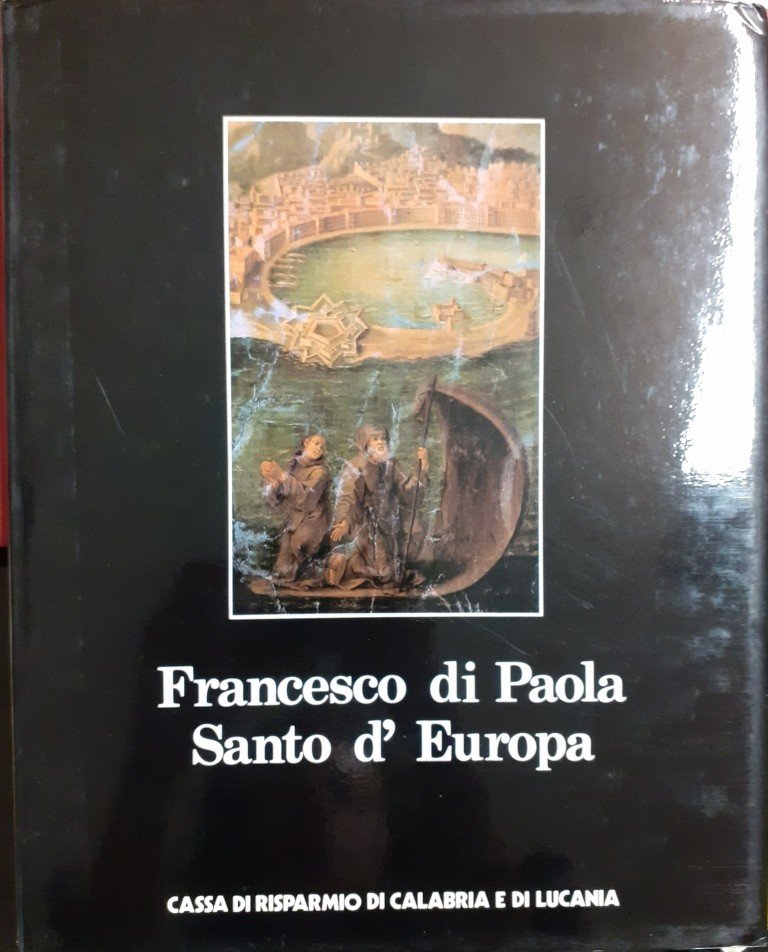 Francesco di Paola
Santo d' Europa
CASSA DI RISPARMIO DI CALABRIA E DI LUCANIA